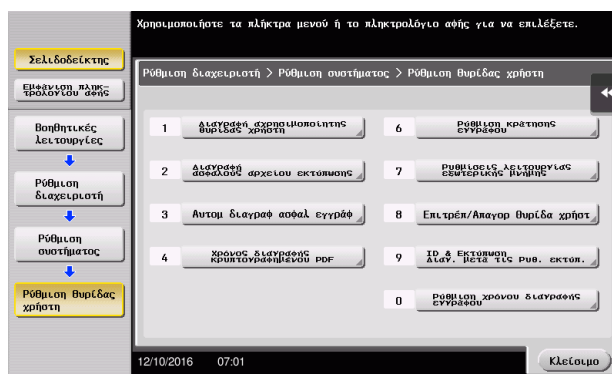 Χρησιμοποιήστε τα πλήκτρα μενού ή το πληκτρολόγιο αφής για να επιλέξετε.
Σελιδοδείκτης
Εμφάνιση πληκ-
τρολογίου αφής
Βοηθητικές
λειτουργίες
Ρύθμιση
διαχειριστή
Ρύθμιση
συστήματος
Ρύθμιση θυρίδας
χρήστη
Ρύθμιση διαχειριστή > Ρύθμιση συστήματος > Ρύθμιση θυρίδας χρήστη
1 Διαγραφή αχρησιμοποίητης
θυρίδας χρήστη
2 Διαγραφή
ασφαλούς αρχείου εκτύπωσης
3 Αυτομ διαγραφ ασφαλ εγγράφ
4 Χρόνος διαγραφής
κρυπτογραφημένου PDF
6 Ρύθμιση κράτησης
εγγράφου
7 Ρυθμίσεις λειτουργίας
εξωτερικής μνήμης
8 Επιτρέπ/Απαγορ θυρίδα χρήστ
9 ID & Εκτύπωση
Διαγ. μετά τις ρυθ. εκτύπ.
0 Ρύθμιση χρόνου διαγραφής
εγγράφου
12/10/2016 07:01
Κλείσιμο